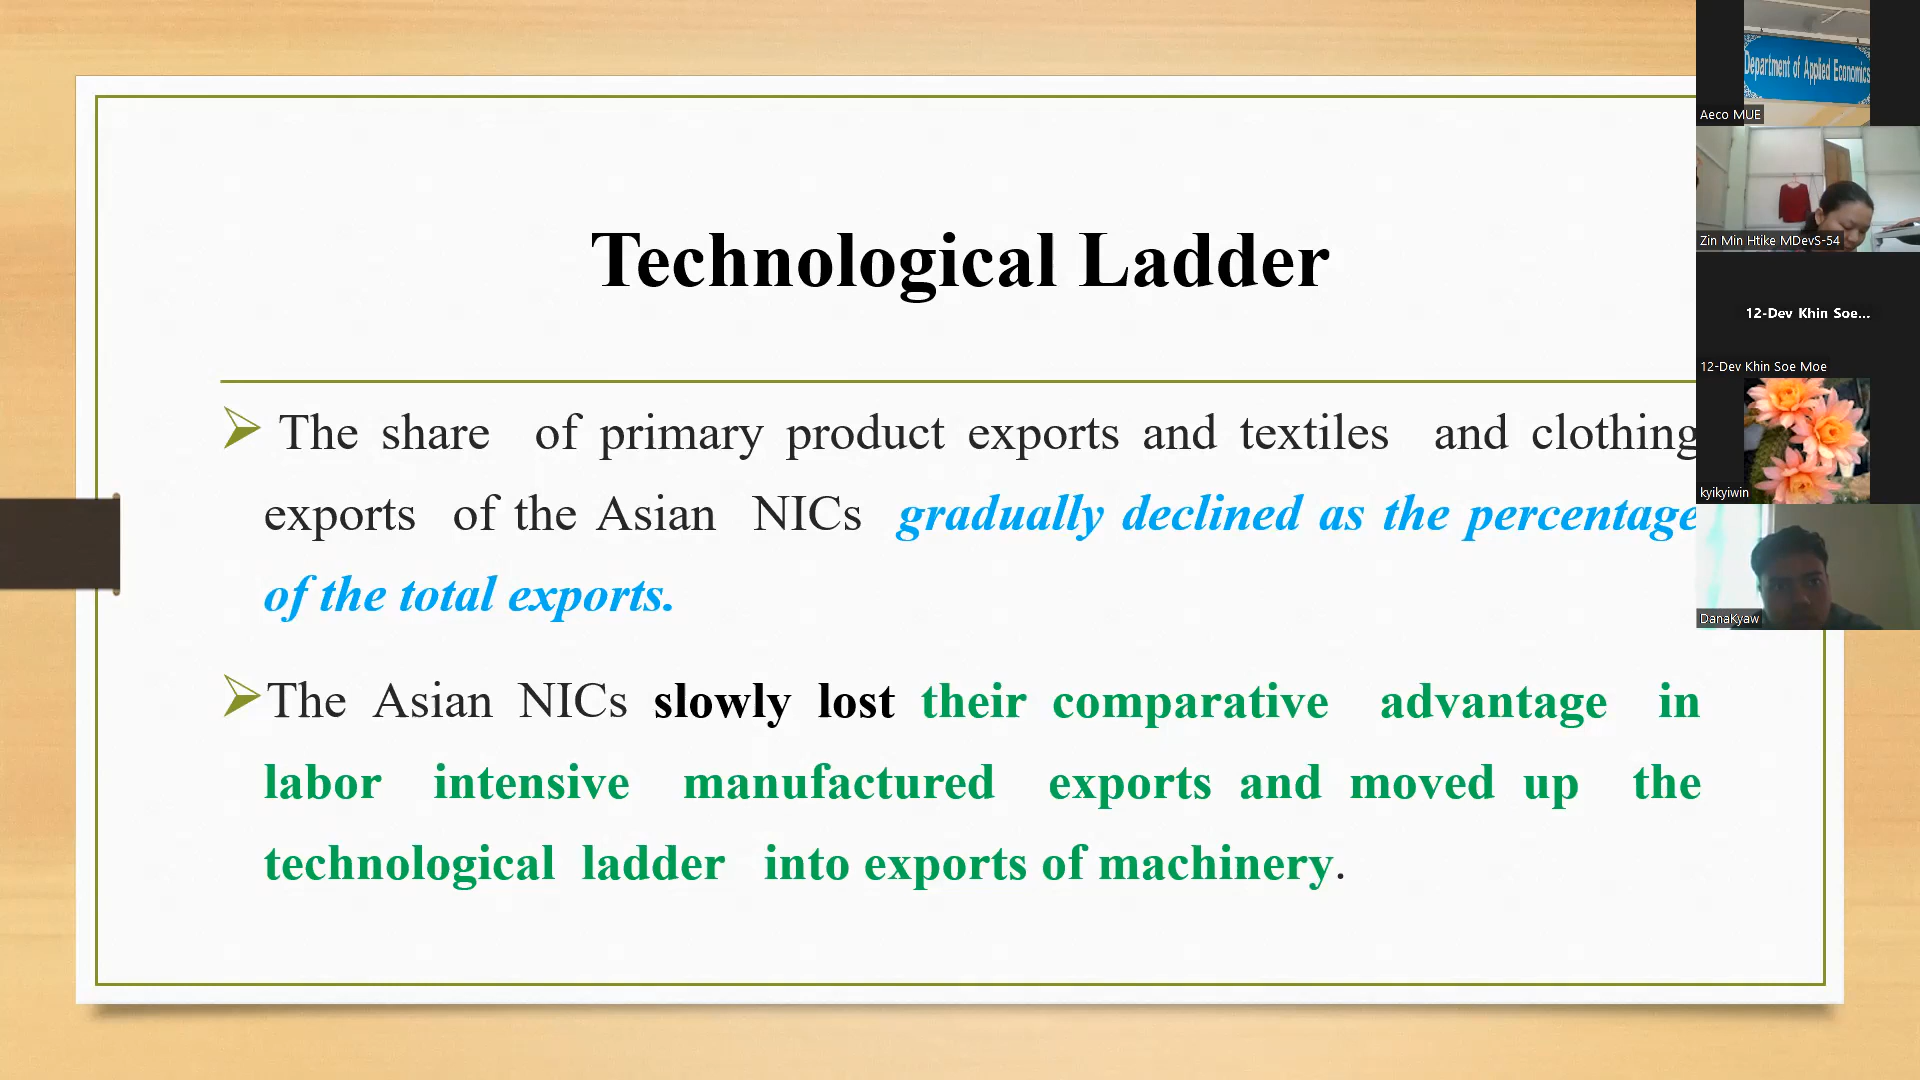 Technological Ladder
The share of primary product exports and textiles and clothing
exports of the Asian NICs gradually declined as the percentage
of the total exports.
The Asian NICs slowly lost their comparative advantage in
labor intensive manufactured exports and moved up the
technological ladder into exports of machinery.
Department of Applied Economics
Aeco MUE
Zin Min Htike MDevS-54
12-Dev Khin Soe...
12-Dev Khin Soe Moe
kyikyiwin
DanaKyaw